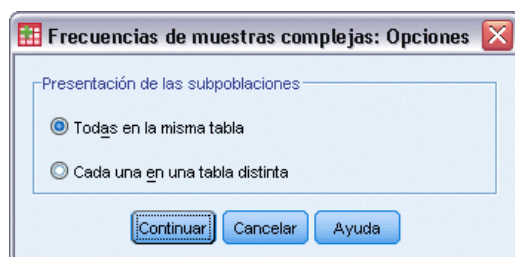 Frecuencias de muestras complejas: Opciones
Presentación de las subpoblaciones
Todas en la misma tabla
Cada una en una tabla distinta
Continuar Cancelar Ayuda